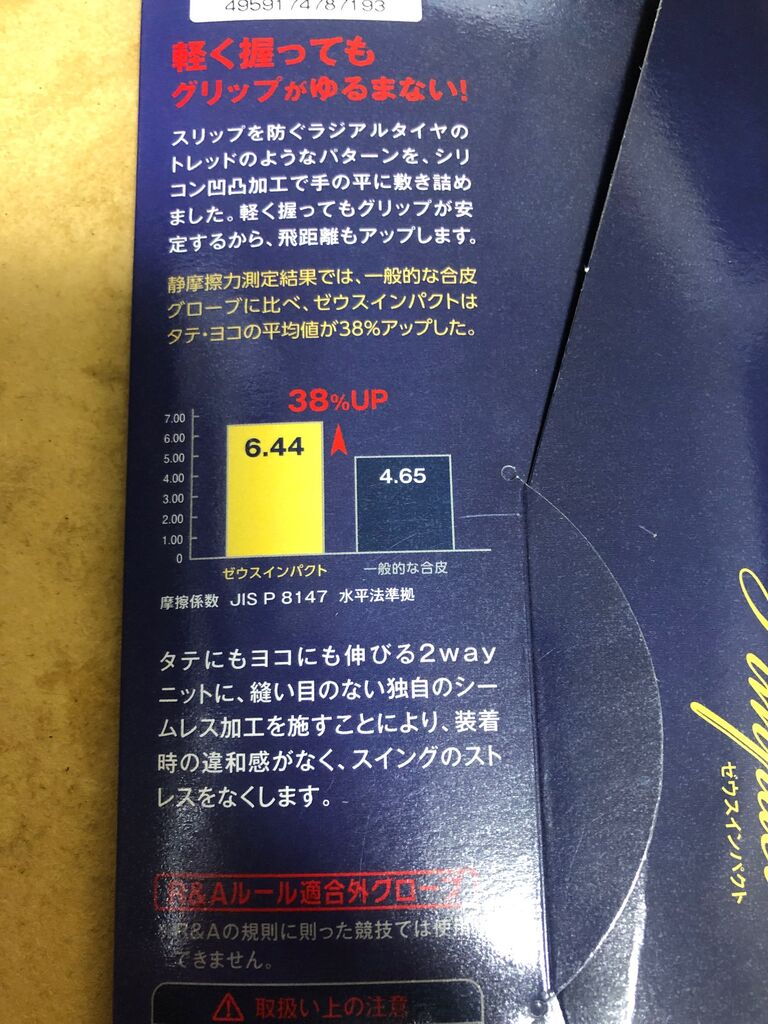 4959174787193
軽く握っても
グリップがゆるまない!
スリップを防ぐラジアルタイヤの
トレッドのようなパターンを、シリ
コン凹凸加工で手の平に敷き詰め
ました。軽く握ってもグリップが安
定するから、飛距離もアップします。
静摩擦力測定結果では、一般的な合皮
グローブに比べ、ゼウスインパクトは
タテ・ヨコの平均値が38%アップした。
38%UP
7.00
6.00
5.00
4.00
3.00
2.00
1.00
0
6.44
4.65
ゼウスインパクト
一般的な合皮
摩擦係数 JIS P 8147 水平法準拠
タテにもヨコにも伸びる2way
ニットに、縫い目のない独自のシー
ムレス加工を施すことにより、装着
時の違和感がなく、スイングのスト
レスをなくします。
R&Aルール適合外グローブ
R&Aの規則に則った競技では使用
できません。
取扱い上の注意
ゼウスインパクト